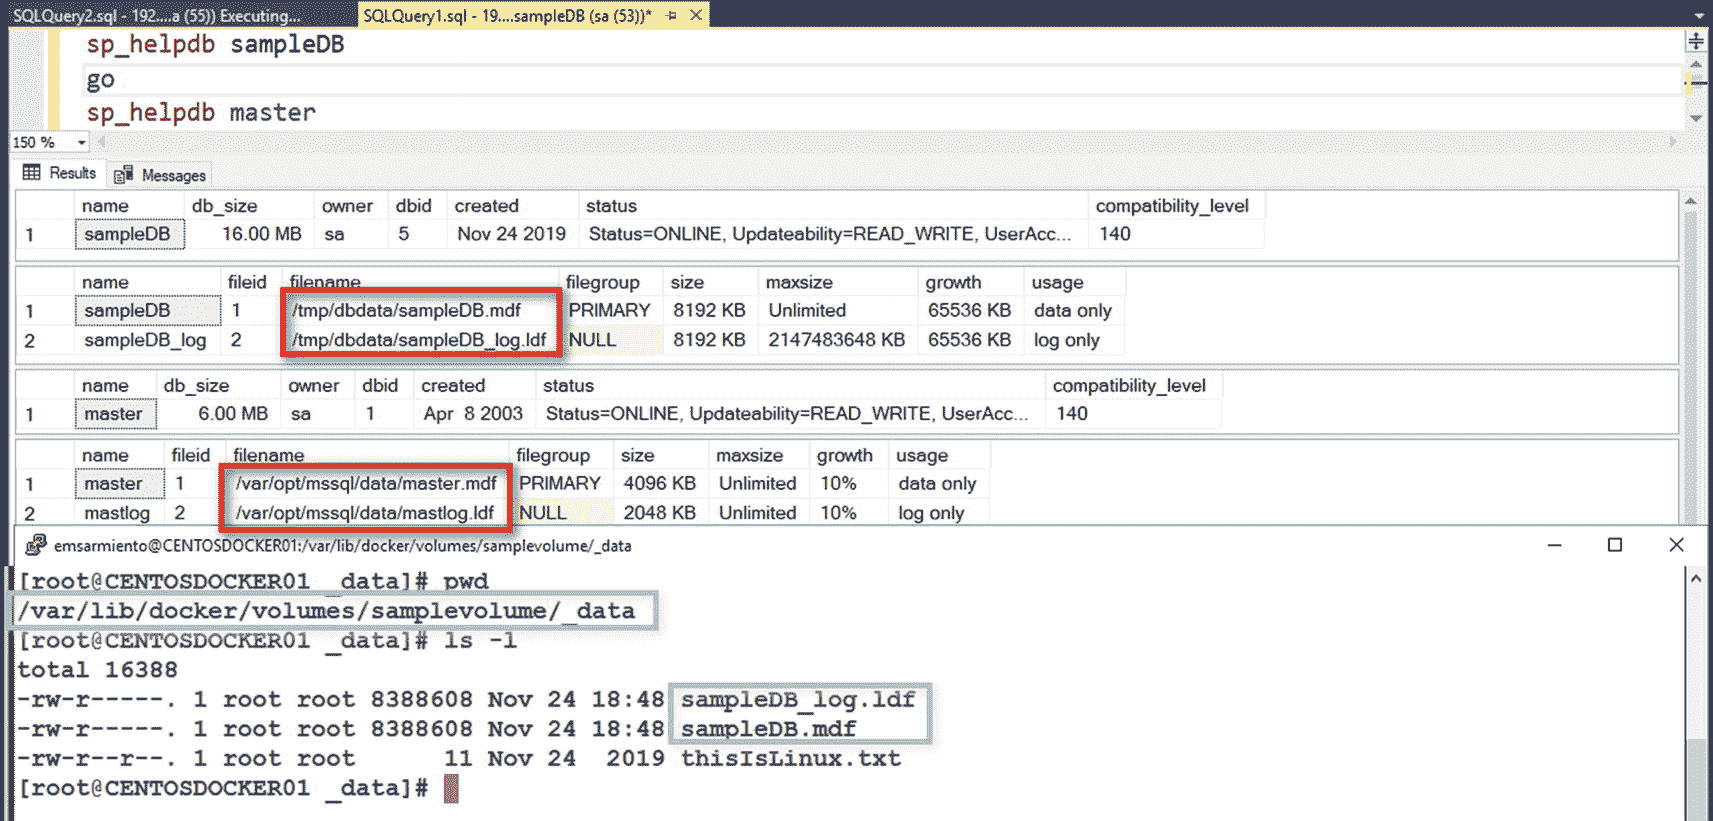 SQLQuery2.sql - 192....a (55)) Executing... SQLQuery1.sql - 19....sampleDB (sa (53))*
sp_helpdb sampleDB
go
sp_helpdb master
150 %
Results Messages
name db_size owner dbid created status compatibility_level
1 sampleDB 16.00 MB sa 5 Nov 24 2019 Status=ONLINE, Updateability=READ_WRITE, UserAcc... 140
name fileid filename filegroup size maxsize growth usage
1 sampleDB 1 /tmp/dbdata/sampleDB.mdf PRIMARY 8192 KB Unlimited 65536 KB data only
2 sampleDB_log 2 /tmp/dbdata/sampleDB_log.ldf NULL 8192 KB 2147483648 KB 65536 KB log only
name db_size owner dbid created status compatibility_level
1 master 6.00 MB sa 1 Apr 8 2003 Status=ONLINE, Updateability=READ_WRITE, UserAcc... 140
name fileid filename filegroup size maxsize growth usage
1 master 1 /var/opt/mssql/data/master.mdf PRIMARY 4096 KB Unlimited 10% data only
2 mastlog 2 /var/opt/mssql/data/mastlog.ldf NULL 2048 KB Unlimited 10% log only
emsarmiento@CENTOSDOCKER01:/var/lib/docker/volumes/samplevolume/_data
[root@CENTOSDOCKER01 _data]# pwd
/var/lib/docker/volumes/samplevolume/_data
[root@CENTOSDOCKER01 _data]# ls -l
total 16388
-rw-r-----. 1 root root 8388608 Nov 24 18:48 sampleDB_log.ldf
-rw-r-----. 1 root root 8388608 Nov 24 18:48 sampleDB.mdf
-rw-r--r--. 1 root root 11 Nov 24 2019 thisIsLinux.txt
[root@CENTOSDOCKER01 _data]#